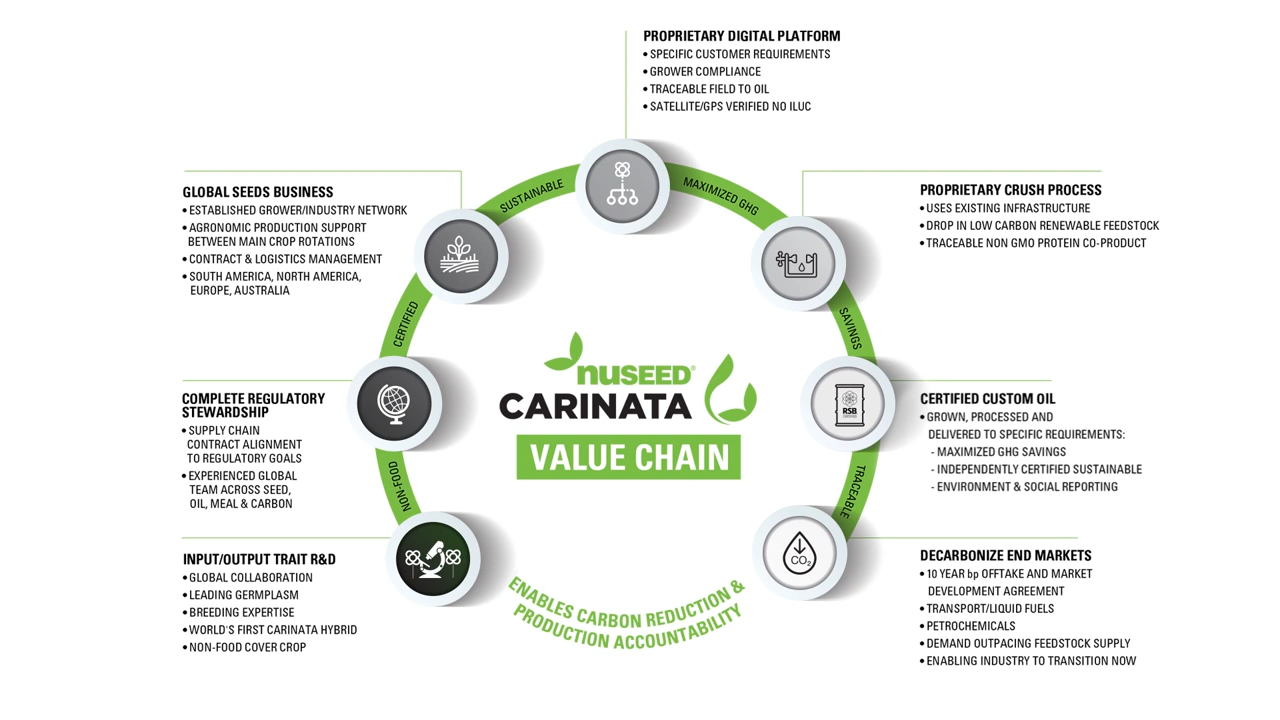 PROPRIETARY DIGITAL PLATFORM
• SPECIFIC CUSTOMER REQUIREMENTS
• GROWER COMPLIANCE
• TRACEABLE FIELD TO OIL
• SATELLITE/GPS VERIFIED NO ILUC
GLOBAL SEEDS BUSINESS
• ESTABLISHED GROWER/INDUSTRY NETWORK
• AGRONOMIC PRODUCTION SUPPORT
BETWEEN MAIN CROP ROTATIONS
• CONTRACT & LOGISTICS MANAGEMENT
• SOUTH AMERICA, NORTH AMERICA,
EUROPE, AUSTRALIA
COMPLETE REGULATORY
STEWARDSHIP
• SUPPLY CHAIN
CONTRACT ALIGNMENT
TO REGULATORY GOALS
• EXPERIENCED GLOBAL
TEAM ACROSS SEED,
OIL, MEAL & CARBON
INPUT/OUTPUT TRAIT R&D
• GLOBAL COLLABORATION
• LEADING GERMPLASM
• BREEDING EXPERTISE
• WORLD'S FIRST CARINATA HYBRID
• NON-FOOD COVER CROP
NON-FOOD
CERTIFIED
SUSTAINABLE
MAXIMIZED GHG
SAVINGS
TRACEABLE
nuseed®
CARINATA
VALUE CHAIN
ENABLES CARBON REDUCTION &
PRODUCTION ACCOUNTABILITY
RSB
CO2
PROPRIETARY CRUSH PROCESS
• USES EXISTING INFRASTRUCTURE
• DROP IN LOW CARBON RENEWABLE FEEDSTOCK
• TRACEABLE NON GMO PROTEIN CO-PRODUCT
CERTIFIED CUSTOM OIL
• GROWN, PROCESSED AND
DELIVERED TO SPECIFIC REQUIREMENTS:
- MAXIMIZED GHG SAVINGS
- INDEPENDENTLY CERTIFIED SUSTAINABLE
- ENVIRONMENT & SOCIAL REPORTING
DECARBONIZE END MARKETS
• 10 YEAR bp OFFTAKE AND MARKET
DEVELOPMENT AGREEMENT
• TRANSPORT/LIQUID FUELS
• PETROCHEMICALS
• DEMAND OUTPACING FEEDSTOCK SUPPLY
• ENABLING INDUSTRY TO TRANSITION NOW